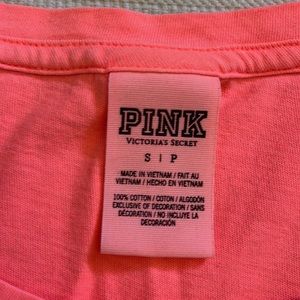 PINK
VICTORIA'S SECRET
S | P
MADE IN VIETNAM / FAIT AU
VIETNAM / HECHO EN VIETNAM
100% COTTON / COTON / ALGODÓN
EXCLUSIVE OF DECORATION / SANS
DÉCORATION / NO INCLUYE LA
DECORACIÓN